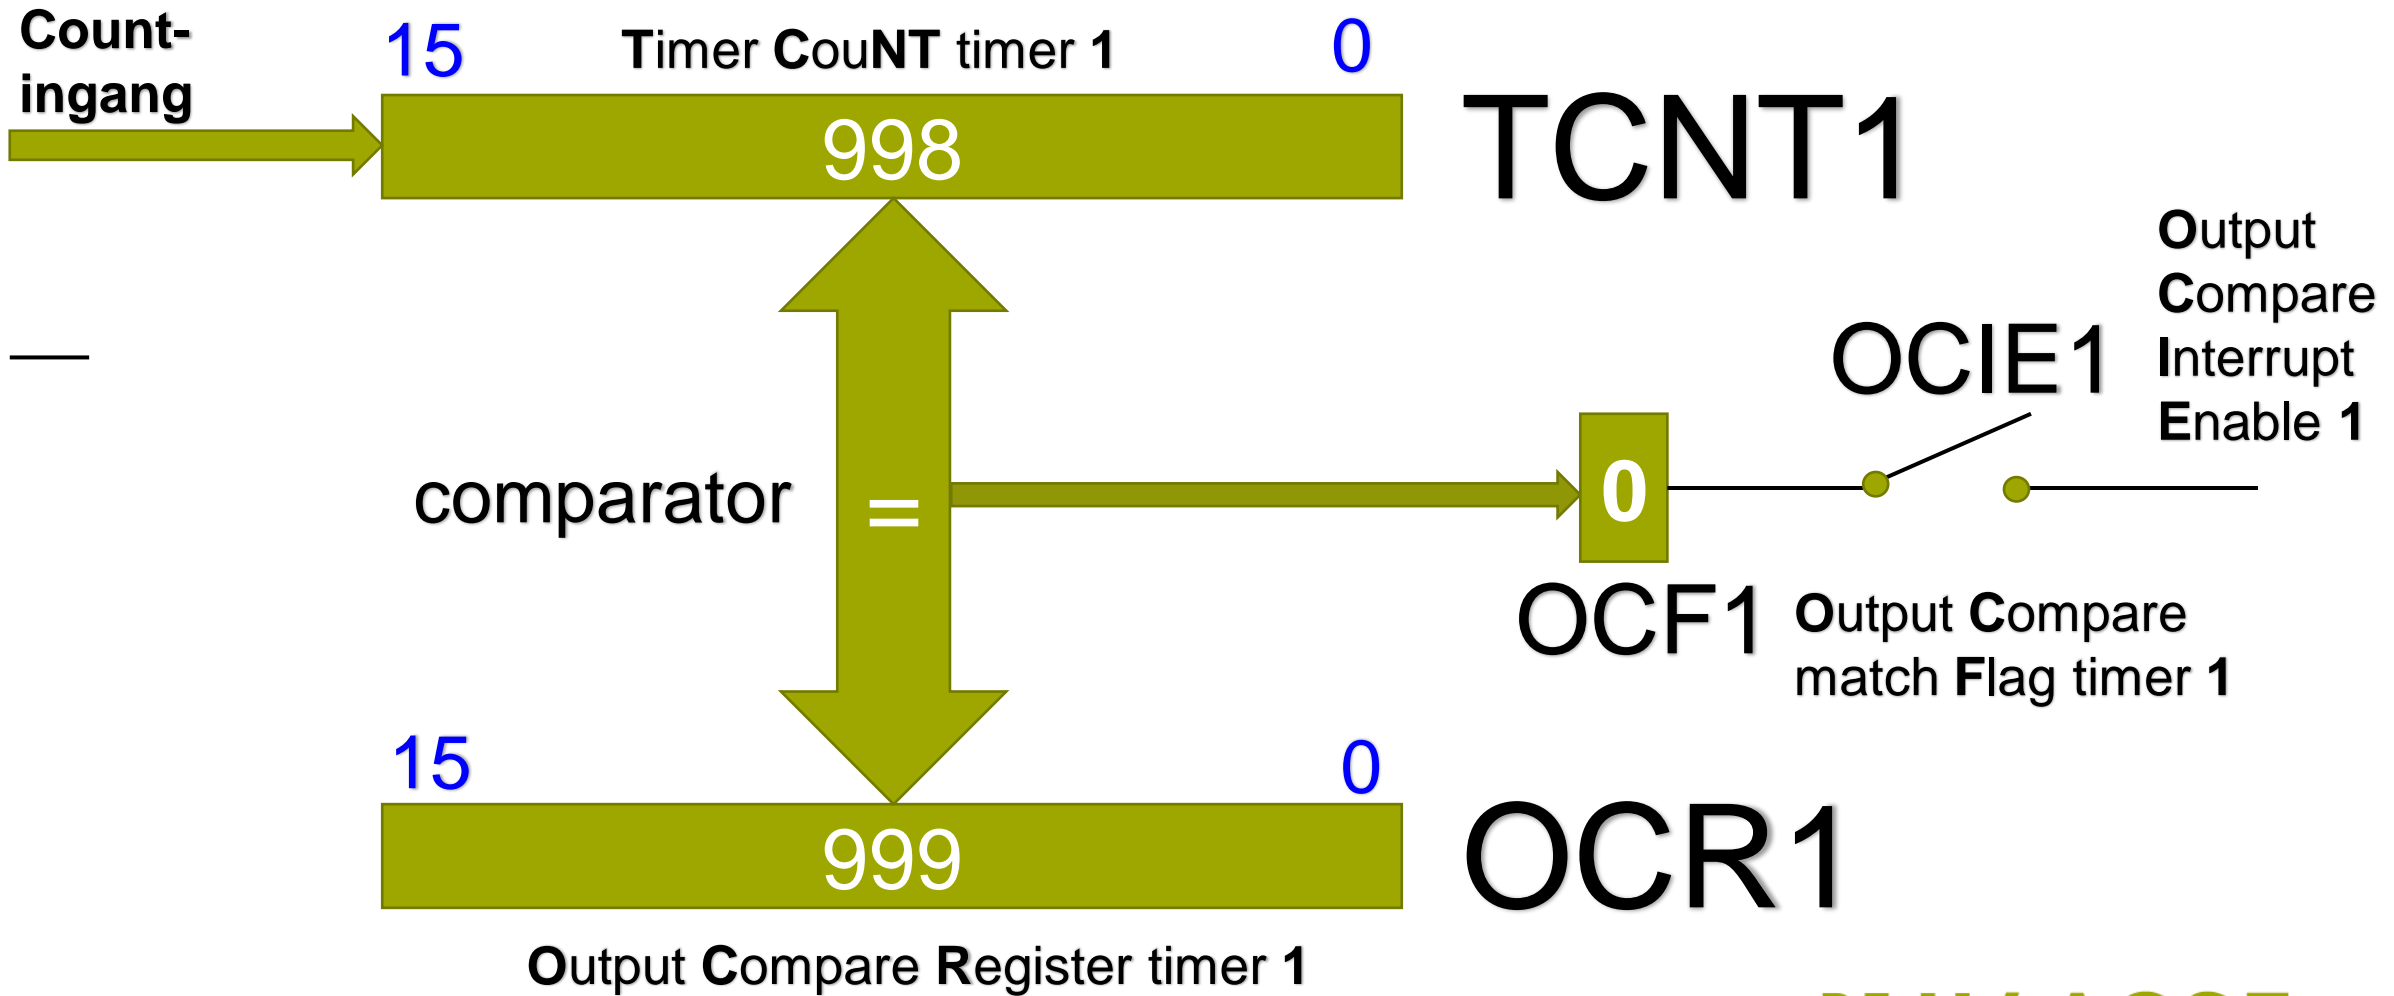 Count-
ingang
15 Timer CouNT timer 1 0
998
TCNT1
Output
Compare
Interrupt
Enable 1
OCIE1
comparator
=
0
OCF1
Output Compare
match Flag timer 1
15 0
999
OCR1
Output Compare Register timer 1